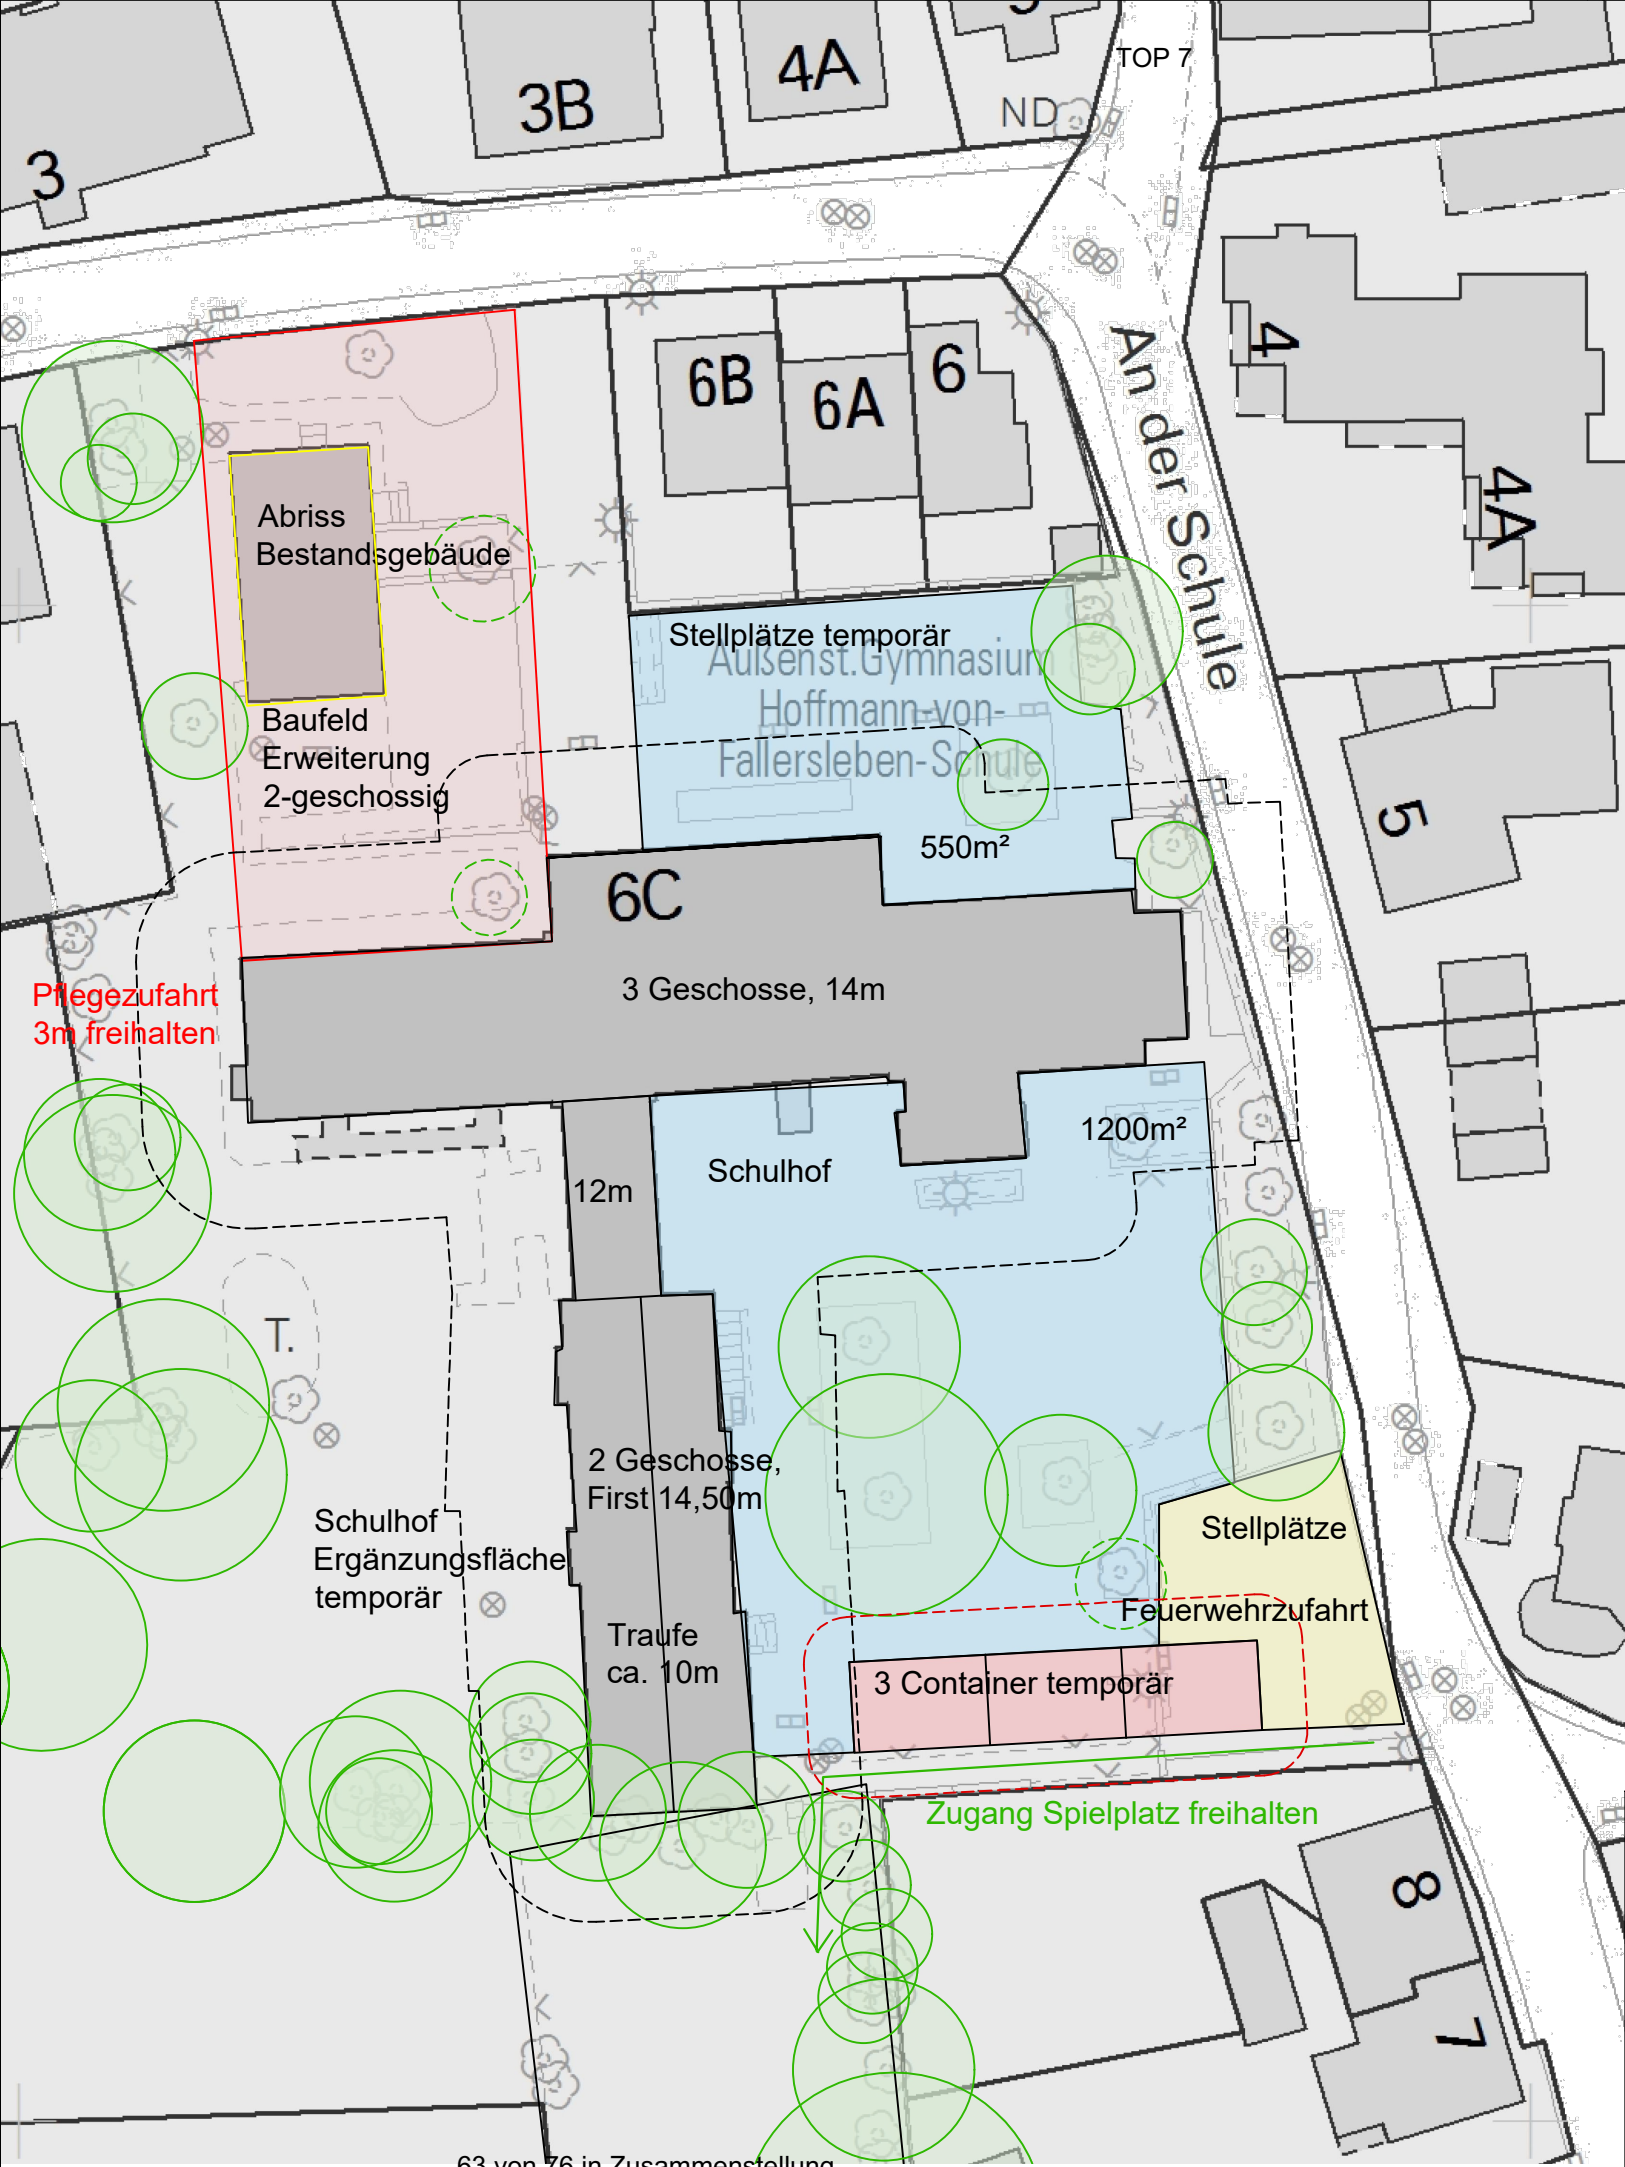 TOP 7
3
3B
4A
ND
6B
6A
6
4
4A
An der Schule
Abriss
Bestandsgebäude
Stellplätze temporär
Außenst.Gymnasium
Hoffmann-von-
Fallersleben-Schule
Baufeld
Erweiterung
2-geschossig
550m²
5
6C
3 Geschosse, 14m
Pflegezufahrt
3m freihalten
1200m²
Schulhof
12m
T.
2 Geschosse,
First 14,50m
Schulhof
Ergänzungsfläche
temporär
Stellplätze
Feuerwehrzufahrt
Traufe
ca. 10m
3 Container temporär
Zugang Spielplatz freihalten
8
7
63 von 76 in Zusammenstellung